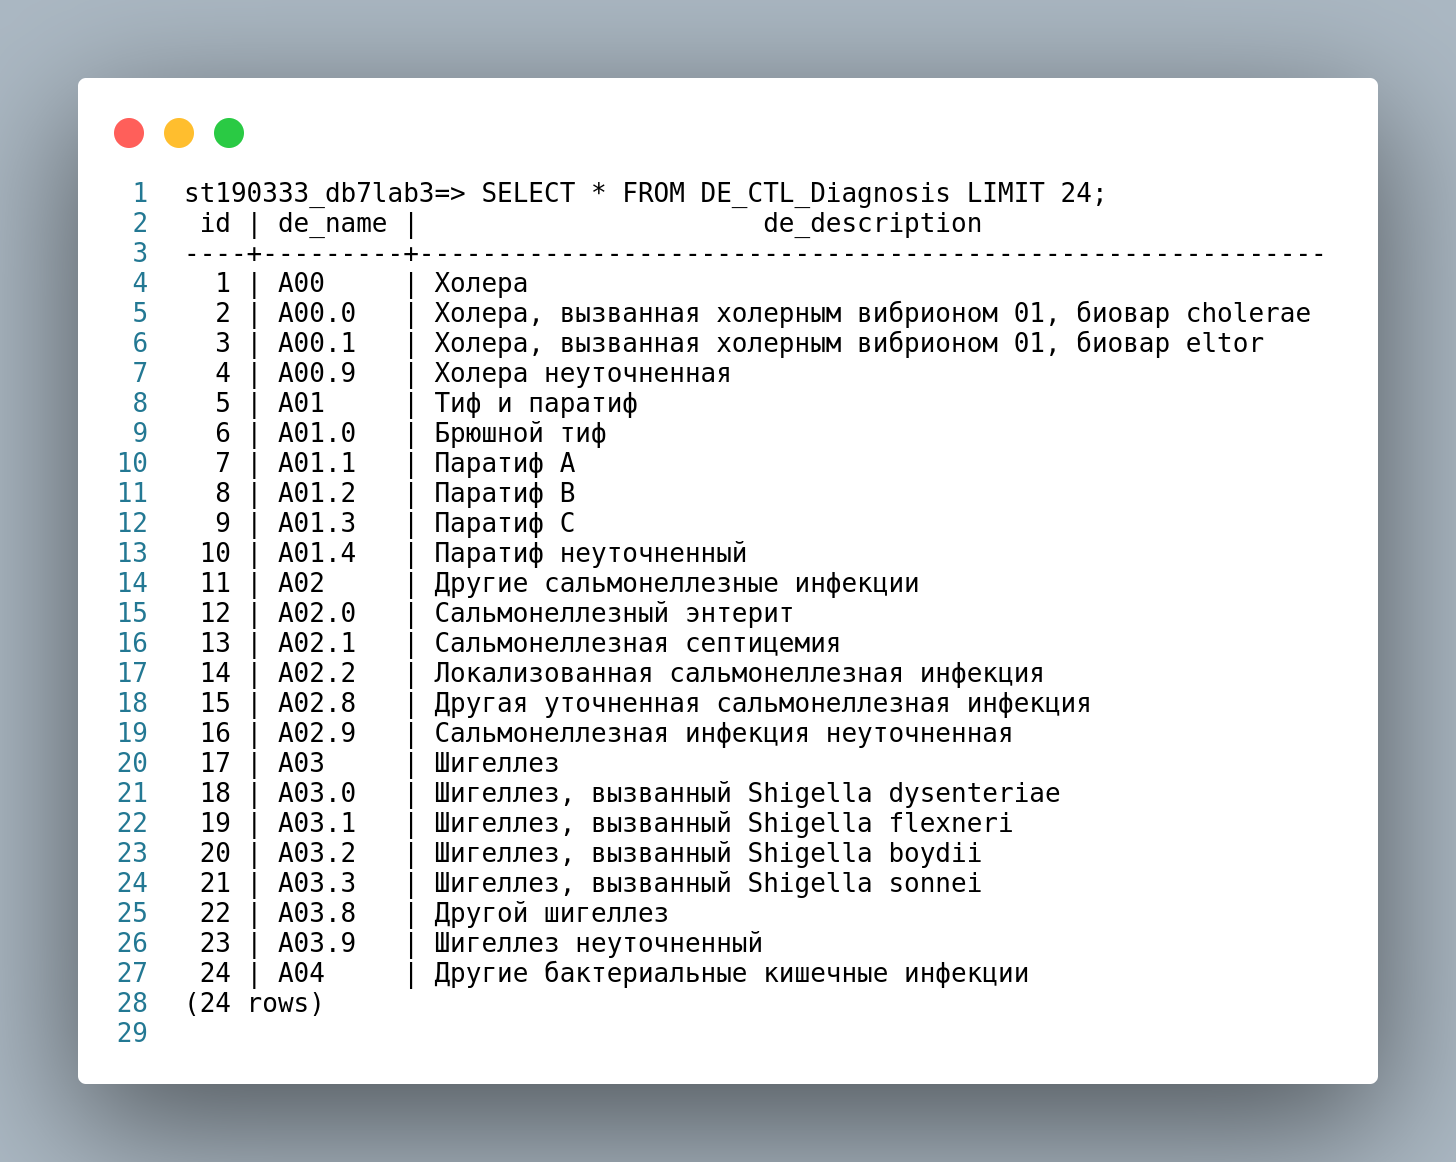 1 st190333_db7lab3=> SELECT * FROM DE_CTL_Diagnosis LIMIT 24;
2  id | de_name |                      de_description
3 ----+---------+----------------------------------------------------------
4   1 | A00     | Холера
5   2 | A00.0   | Холера, вызванная холерным вибрионом 01, биовар cholerae
6   3 | A00.1   | Холера, вызванная холерным вибрионом 01, биовар eltor
7   4 | A00.9   | Холера неуточненная
8   5 | A01     | Тиф и паратиф
9   6 | A01.0   | Брюшной тиф
10   7 | A01.1   | Паратиф A
11   8 | A01.2   | Паратиф B
12   9 | A01.3   | Паратиф C
13  10 | A01.4   | Паратиф неуточненный
14  11 | A02     | Другие сальмонеллезные инфекции
15  12 | A02.0   | Сальмонеллезный энтерит
16  13 | A02.1   | Сальмонеллезная септицемия
17  14 | A02.2   | Локализованная сальмонеллезная инфекция
18  15 | A02.8   | Другая уточненная сальмонеллезная инфекция
19  16 | A02.9   | Сальмонеллезная инфекция неуточненная
20  17 | A03     | Шигеллез
21  18 | A03.0   | Шигеллез, вызванный Shigella dysenteriae
22  19 | A03.1   | Шигеллез, вызванный Shigella flexneri
23  20 | A03.2   | Шигеллез, вызванный Shigella boydii
24  21 | A03.3   | Шигеллез, вызванный Shigella sonnei
25  22 | A03.8   | Другой шигеллез
26  23 | A03.9   | Шигеллез неуточненный
27  24 | A04     | Другие бактериальные кишечные инфекции
28 (24 rows)
29